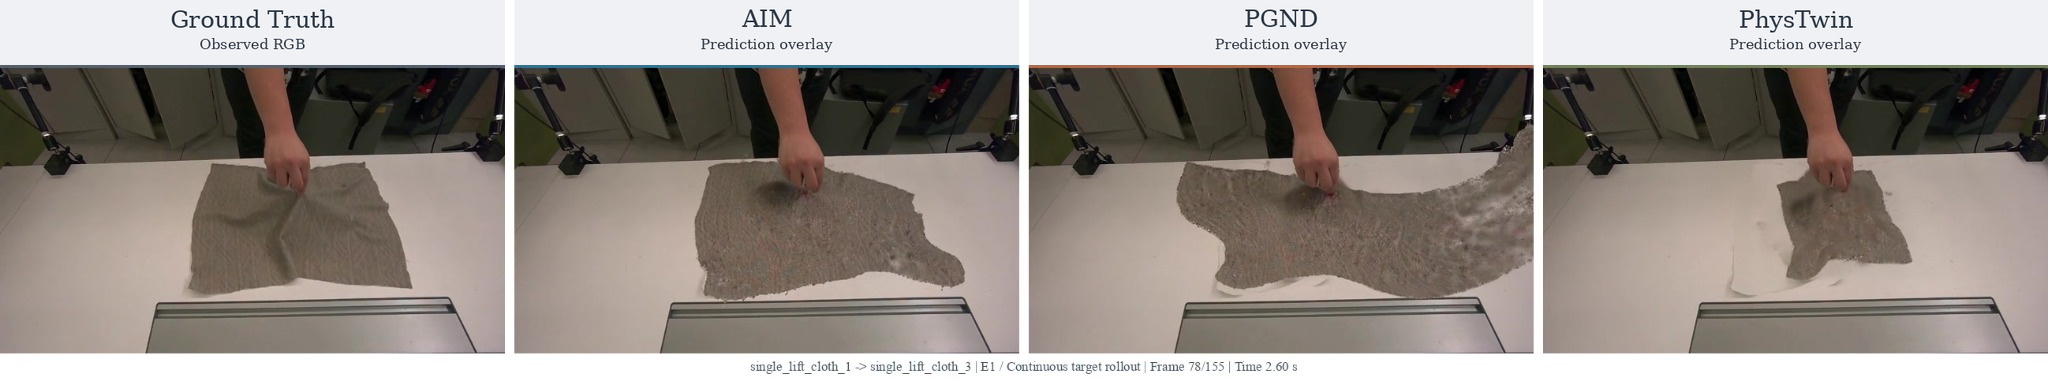 Ground Truth
Observed RGB
AIM
Prediction overlay
PGND
Prediction overlay
PhysTwin
Prediction overlay
single_lift_cloth_1 -> single_lift_cloth_3 | E1 / Continuous target rollout | Frame 78/155 | Time 2.60 s